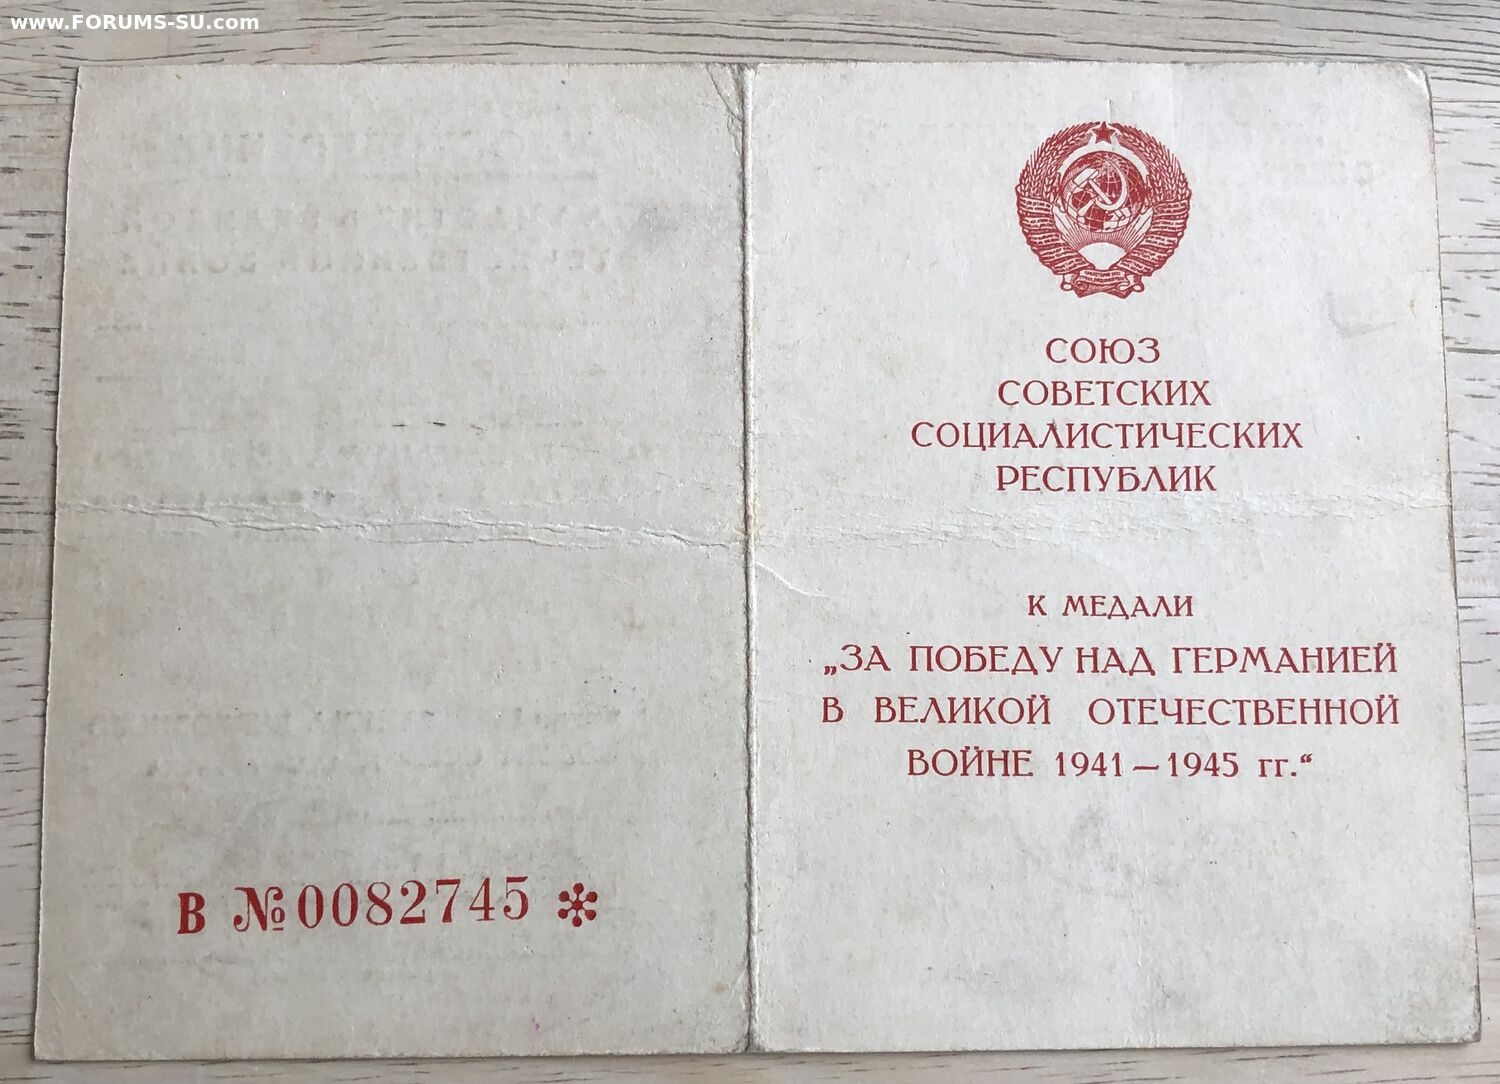 www.FORUMS-SU.com
В №0082745 *
СОЮЗ
СОВЕТСКИХ
СОЦИАЛИСТИЧЕСКИХ
РЕСПУБЛИК
К МЕДАЛИ
„ЗА ПОБЕДУ НАД ГЕРМАНИЕЙ
В ВЕЛИКОЙ ОТЕЧЕСТВЕННОЙ
ВОЙНЕ 1941—1945 гг.“